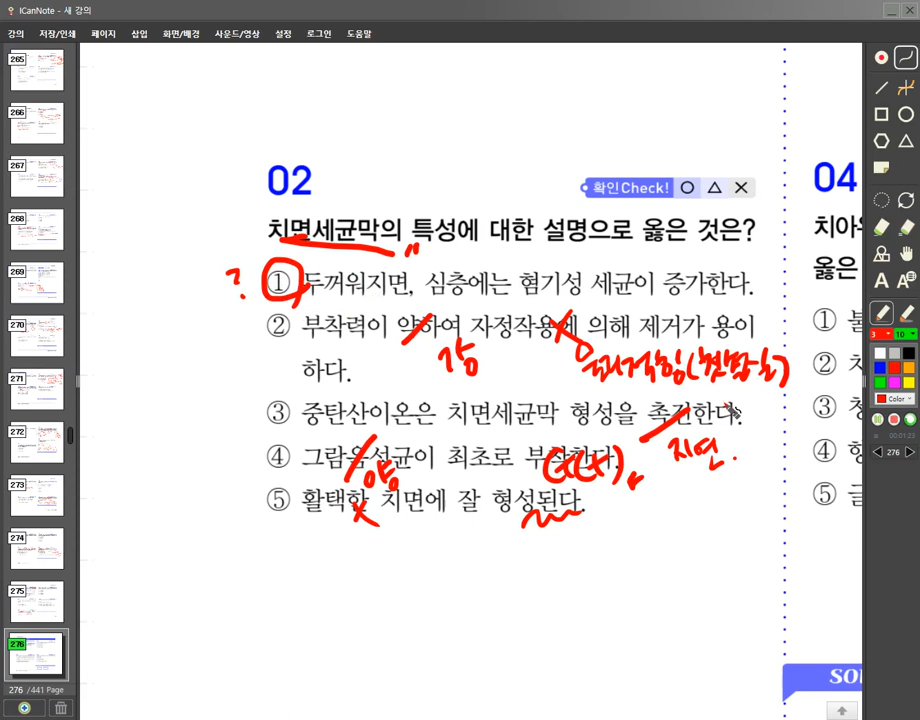 ICanNote - 새 강의
강의 저장/인쇄 페이지 삽입 화면/배경 사운드/영상 설정 로그인 도움말
265
266
267
268
269
270
271
272
273
274
275
276
276 /441 Page
02
확인Check!
치면세균막의 특성에 대한 설명으로 옳은 것은?
?
① 두꺼워지면, 심층에는 혐기성 세균이 증가한다.
② 부착력이 약하여 자정작용에 의해 제거가 용이
하다.
강
③ 중탄산이온은 치면세균막 형성을 촉진한다.
지연.
④ 그람음성균이 최초로 부착한다.
양
G(+)
⑤ 활택한 치면에 잘 형성된다.
04
치아
옳은
①
②
③
④
⑤
SO
A
A
3
10
Color
00:01:23
276